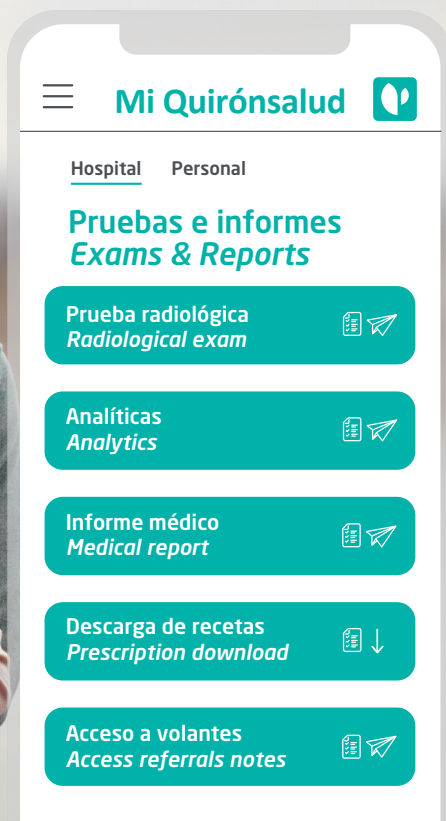 Mi Quirónsalud
Hospital Personal
Pruebas e informes
Exams & Reports
Prueba radiológica
Radiological exam
Analíticas
Analytics
Informe médico
Medical report
Descarga de recetas
Prescription download
Acceso a volantes
Access referrals notes